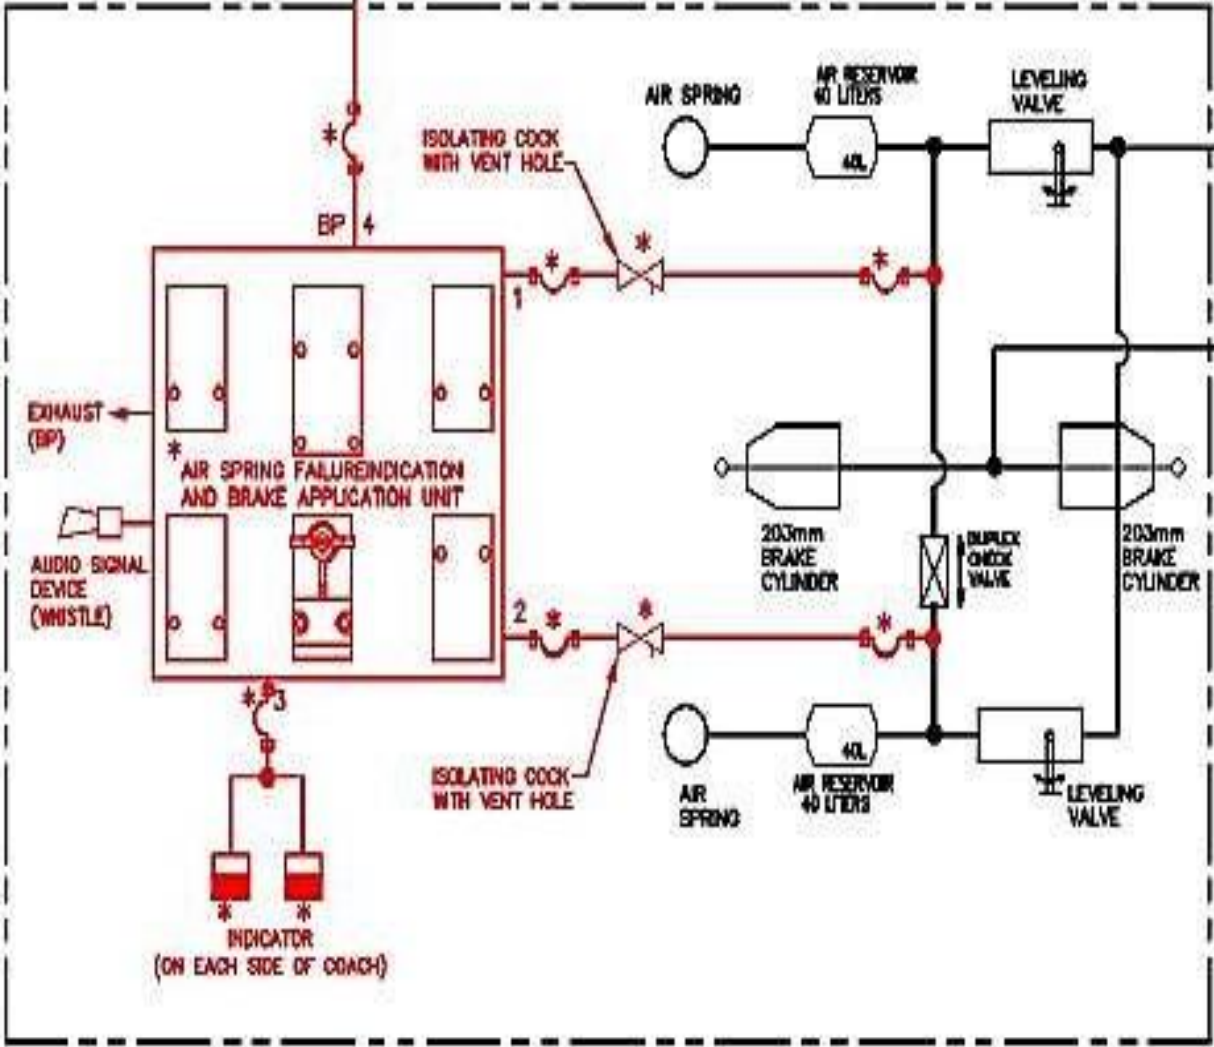 AIR SPRING
AIR RESERVOIR
40 LITERS
LEVELING
VALVE
ISOLATING COCK
WITH VENT HOLE
40L
*
BP 4
*
*
*
1
EXHAUST
(BP)
*
AIR SPRING FAILUREINDICATION
AND BRAKE APPLICATION UNIT
AUDIO SIGNAL
DEVICE
(WHISTLE)
203mm
BRAKE
CYLINDER
DUPLEX
CHECK
VALVE
203mm
BRAKE
CYLINDER
2
*
*
*
* 3
ISOLATING COCK
WITH VENT HOLE
40L
AIR
SPRING
AIR RESERVOIR
40 LITERS
LEVELING
VALVE
* *
INDICATOR
(ON EACH SIDE OF COACH)